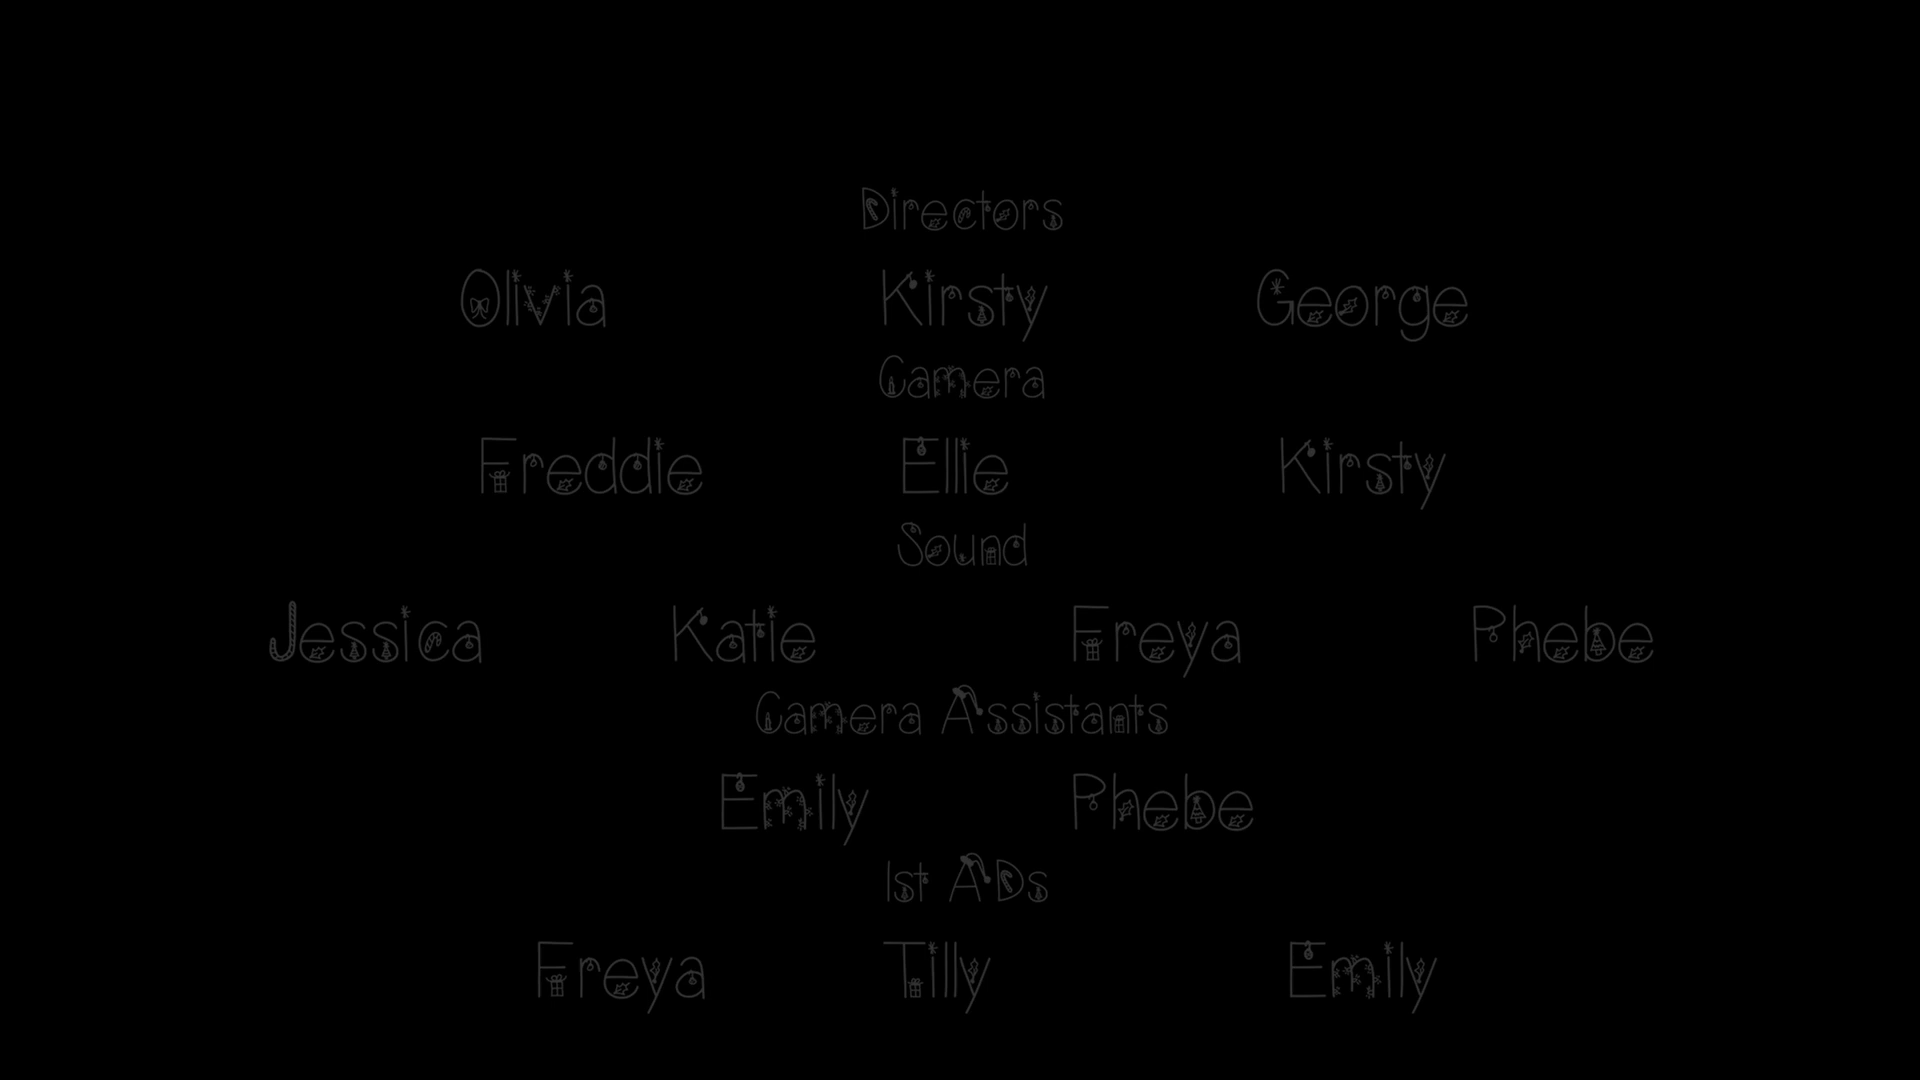 Directors
Olivia Kirsty George
Camera
Freddie Ellie Kirsty
Sound
Jessica Katie Freya Phebe
Camera Assistants
Emily Phebe
1st ADs
Freya Tilly Emily